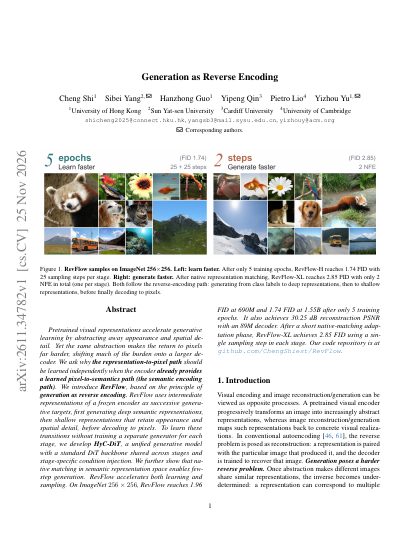 Generation as Reverse Encoding
Cheng Shi¹ Sibei Yang²,✉ Hanzhong Guo¹ Yipeng Qin³ Pietro Lio⁴ Yizhou Yu¹,✉
¹University of Hong Kong ²Sun Yat-sen University ³Cardiff University ⁴University of Cambridge
shicheng2025@connect.hku.hk, yangsb3@mail.sysu.edu.cn, yizhouy@acm.org
✉ Corresponding authors.
5 epochs (FID 1.74)
Learn faster 25 + 25 steps
2 steps (FID 2.85)
Generate faster 2 NFE
Figure 1. RevFlow samples on ImageNet 256×256. Left: learn faster. After only 5 training epochs, RevFlow-H reaches 1.74 FID with
25 sampling steps per stage. Right: generate faster. After native representation matching, RevFlow-XL reaches 2.85 FID with only 2
NFE in total (one per stage). Both follow the reverse-encoding path: generating from class labels to deep representations, then to shallow
representations, before finally decoding to pixels.
Abstract
Pretrained visual representations accelerate generative
learning by abstracting away appearance and spatial de-
tail. Yet the same abstraction makes the return to pixels
far harder, shifting much of the burden onto a larger de-
coder. We ask why the representation-to-pixel path should
be learned independently when the encoder already provides
a learned pixel-to-semantics path (the semantic encoding
path). We introduce RevFlow, based on the principle of
generation as reverse encoding. RevFlow uses intermediate
representations of a frozen encoder as successive genera-
tive targets, first generating deep semantic representations,
then shallow representations that retain appearance and
spatial detail, before decoding to pixels. To learn these
transitions without training a separate generator for each
stage, we develop HyC-DiT, a unified generative model
with a standard DiT backbone shared across stages and
stage-specific condition injection. We further show that na-
tive matching in semantic representation space enables few-
step generation. RevFlow accelerates both learning and
sampling. On ImageNet 256 × 256, RevFlow reaches 1.96
FID at 690M and 1.74 FID at 1.55B after only 5 training
epochs. It also achieves 30.25 dB reconstruction PSNR
with an 89M decoder. After a short native-matching adap-
tation phase, RevFlow-XL achieves 2.85 FID using a sin-
gle sampling step in each stage. Our code repository is at
github.com/ChengShiest/RevFlow.
1. Introduction
Visual encoding and image reconstruction/generation can be
viewed as opposite processes. A pretrained visual encoder
progressively transforms an image into increasingly abstract
representations, whereas image reconstruction/generation
maps such representations back to concrete visual realiza-
tions. In conventional autoencoding [46, 61], the reverse
problem is posed as reconstruction: a representation is paired
with the particular image that produced it, and the decoder
is trained to recover that image. Generation poses a harder
reverse problem. Once abstraction makes different images
share similar representations, the inverse becomes under-
determined: a representation can correspond to multiple
arXiv:2611.34782v1 [cs.CV] 25 Nov 2026
1